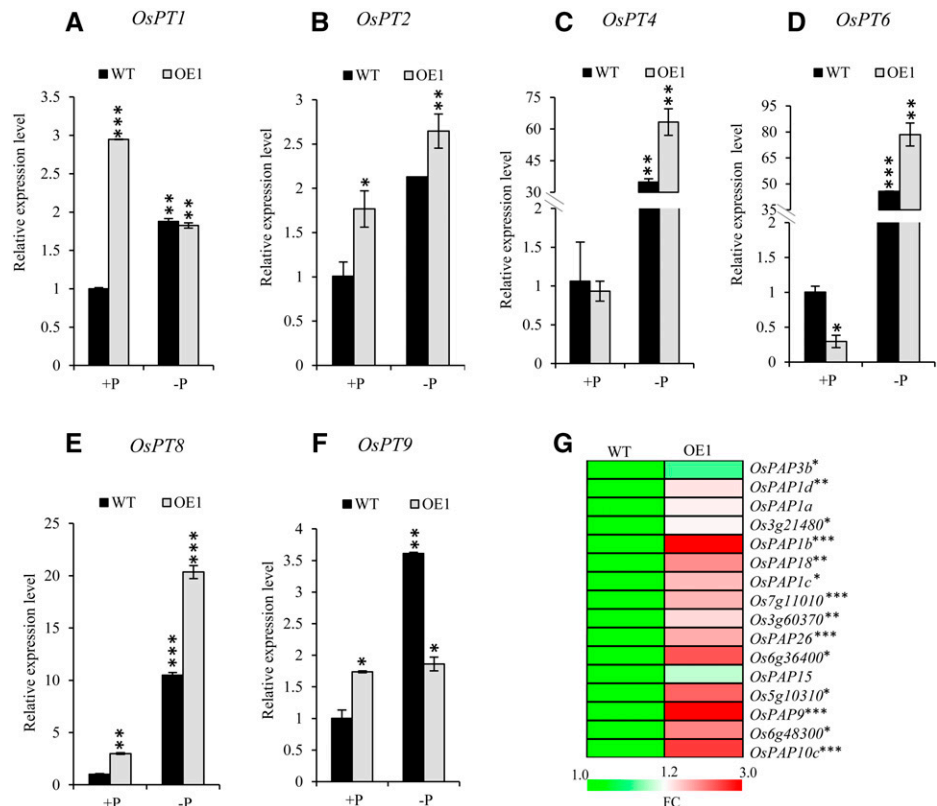 A OsPT1
WT OE1
Relative expression level
3.5
3
2.5
2
1.5
1
0.5
0
***
**
**
+P -P
B OsPT2
WT OE1
Relative expression level
3
2.5
2
1.5
1
0.5
0
*
**
+P -P
C OsPT4
WT OE1
Relative expression level
75
60
45
30
2
1.5
1
0.5
0
**
**
+P -P
D OsPT6
WT OE1
Relative expression level
95
80
65
50
35
2
1.5
1
0.5
0
*
***
**
+P -P
E OsPT8
WT OE1
Relative expression level
25
20
15
10
5
0
**
***
***
+P -P
F OsPT9
WT OE1
Relative expression level
4
3.5
3
2.5
2
1.5
1
0.5
0
*
**
*
+P -P
G
WT OE1
OsPAP3b*
OsPAP1d**
OsPAP1a
Os3g21480*
OsPAP1b***
OsPAP18**
OsPAP1c*
Os7g11010***
Os3g60370**
OsPAP26***
Os6g36400*
OsPAP15
Os5g10310*
OsPAP9***
Os6g48300*
OsPAP10c***
1.0 1.2 3.0
FC